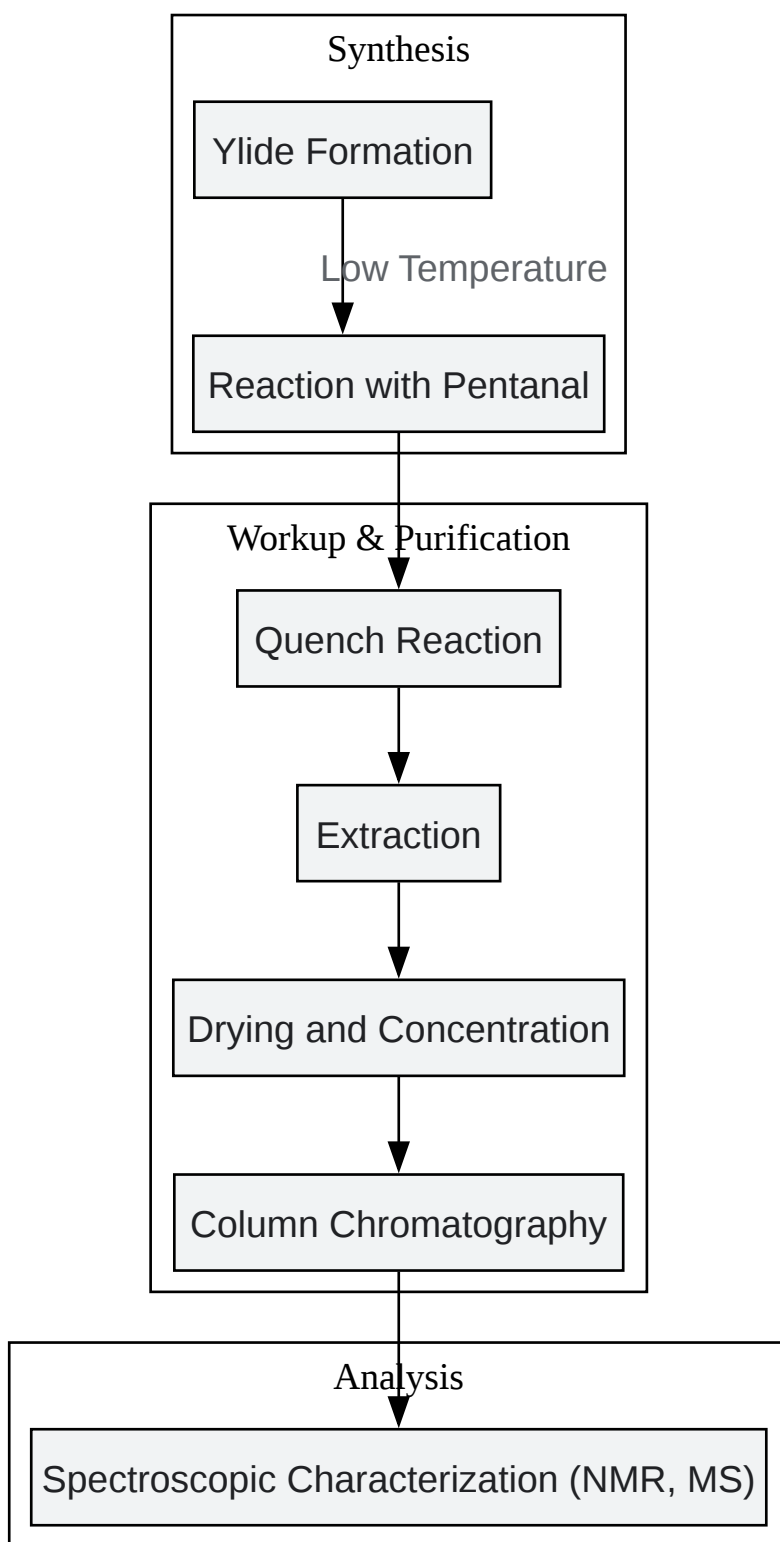 Synthesis
Ylide Formation
Low Temperature
Reaction with Pentanal
Workup & Purification
Quench Reaction
Extraction
Drying and Concentration
Column Chromatography
Analysis
Spectroscopic Characterization (NMR, MS)